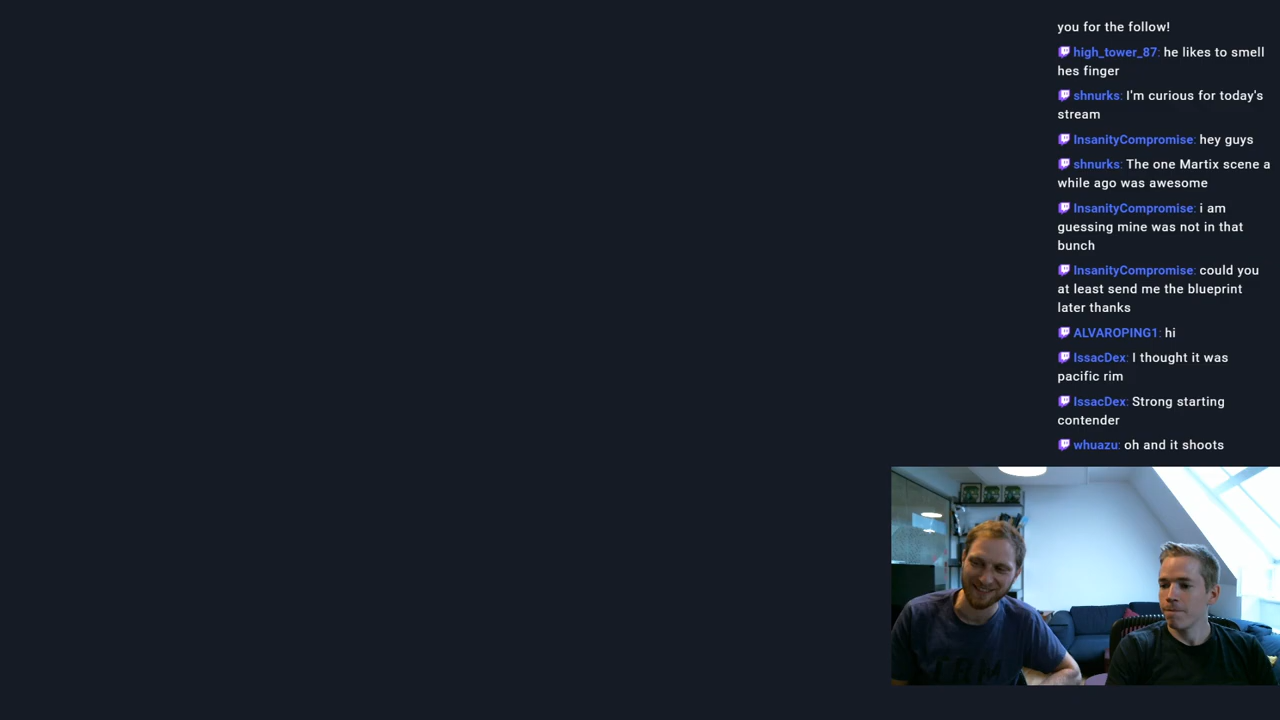 you for the follow!
high_tower_87: he likes to smell
hes finger
shnurks: I'm curious for today's
stream
InsanityCompromise: hey guys
shnurks: The one Martix scene a
while ago was awesome
InsanityCompromise: i am
guessing mine was not in that
bunch
InsanityCompromise: could you
at least send me the blueprint
later thanks
ALVAROPING1: hi
IssacDex: I thought it was
pacific rim
IssacDex: Strong starting
contender
whuazu: oh and it shoots